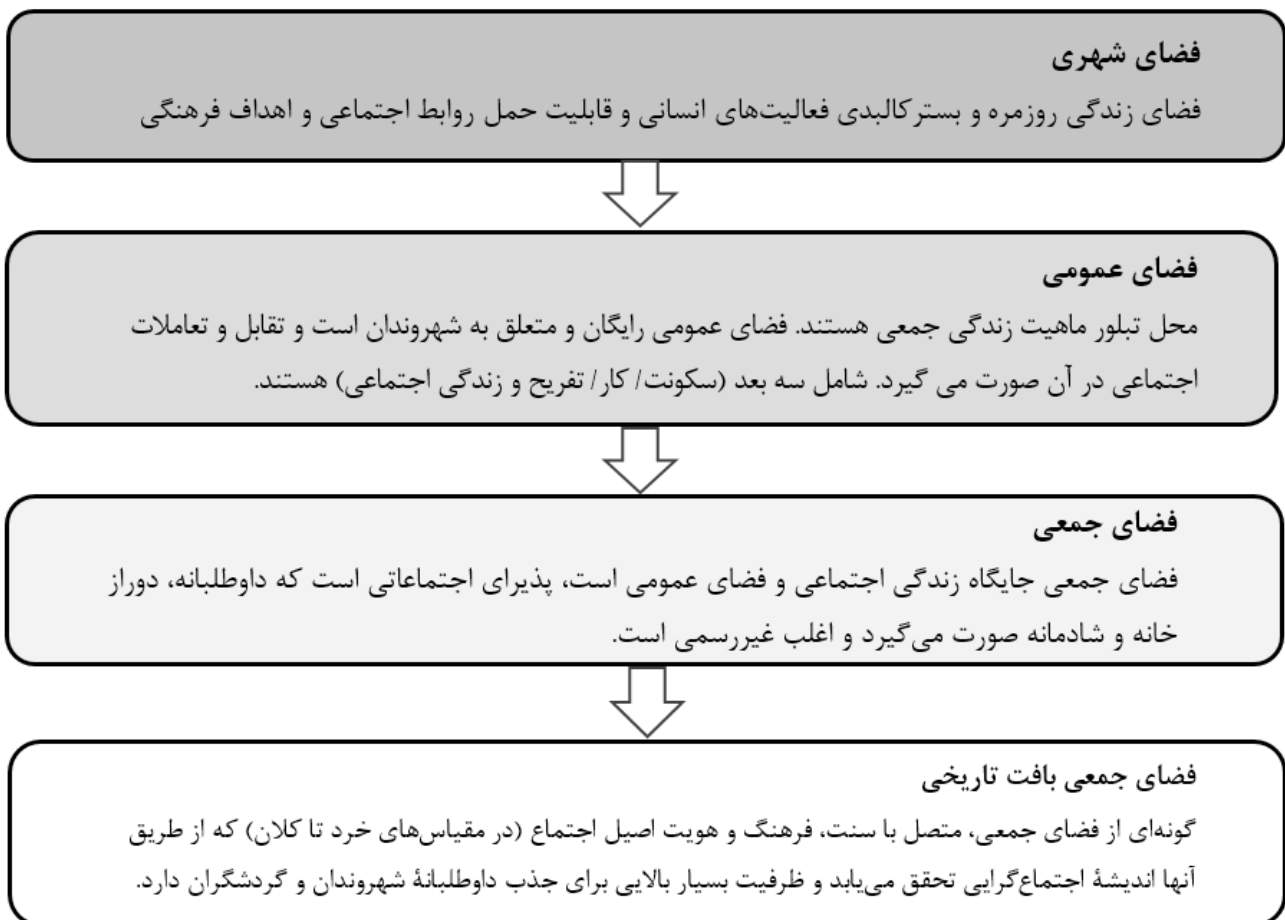 فضای شهری
فضای زندگی روزمره و بسترکالبدی فعالیت‌های انسانی و قابلیت حمل روابط اجتماعی و اهداف فرهنگی
فضای عمومی
محل تبلور ماهیت زندگی جمعی هستند. فضای عمومی رایگان و متعلق به شهروندان است و تقابل و تعاملات
اجتماعی در آن صورت می گیرد. شامل سه بعد (سکونت/ کار/ تفریح و زندگی اجتماعی) هستند.
فضای جمعی
فضای جمعی جایگاه زندگی اجتماعی و فضای عمومی است، پذیرای اجتماعاتی است که داوطلبانه، دوراز
خانه و شادمانه صورت می‌گیرد و اغلب غیررسمی است.
فضای جمعی بافت تاریخی
گونه‌ای از فضای جمعی، متصل با سنت، فرهنگ و هویت اصیل اجتماع (در مقیاس‌های خرد تا کلان) که از طریق
آنها اندیشهٔ اجتماع‌گرایی تحقق می‌یابد و ظرفیت بسیار بالایی برای جذب داوطلبانهٔ شهروندان و گردشگران دارد.